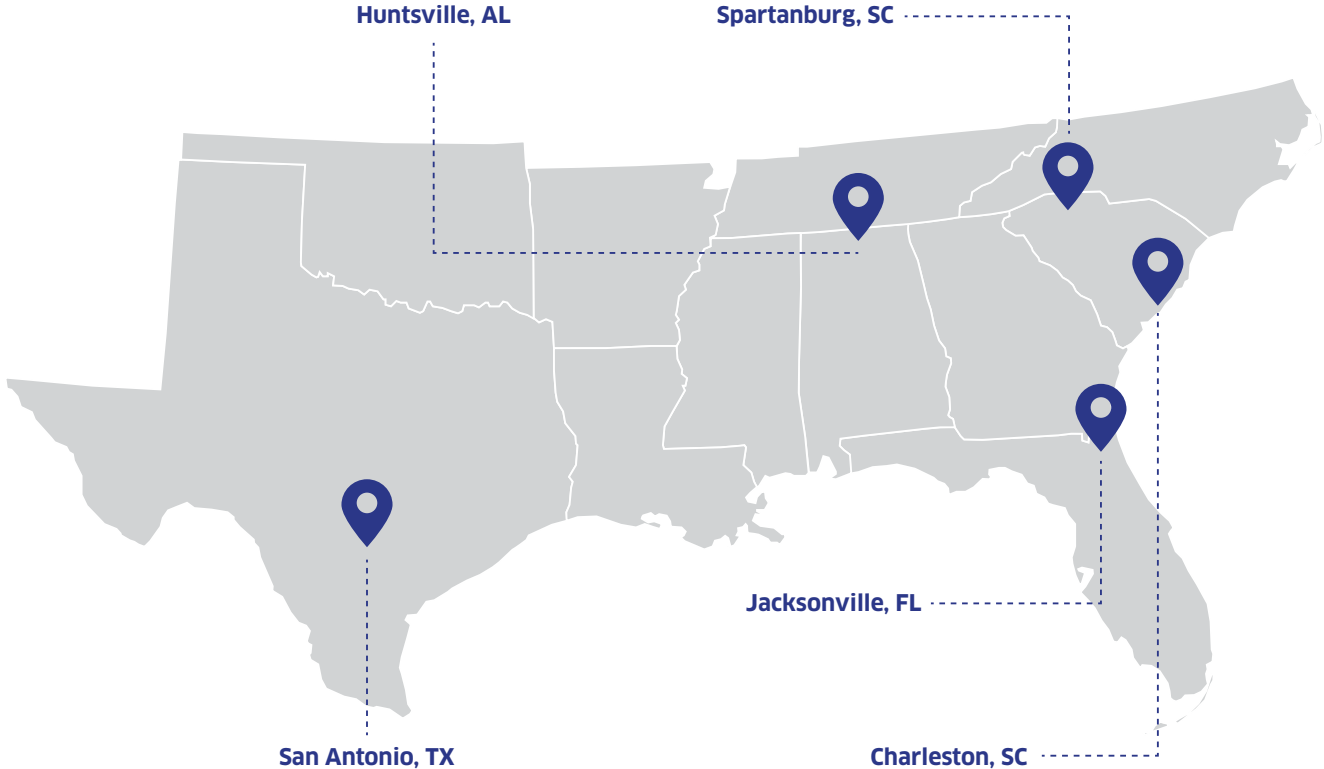 Huntsville, AL
Spartanburg, SC
Jacksonville, FL
San Antonio, TX
Charleston, SC